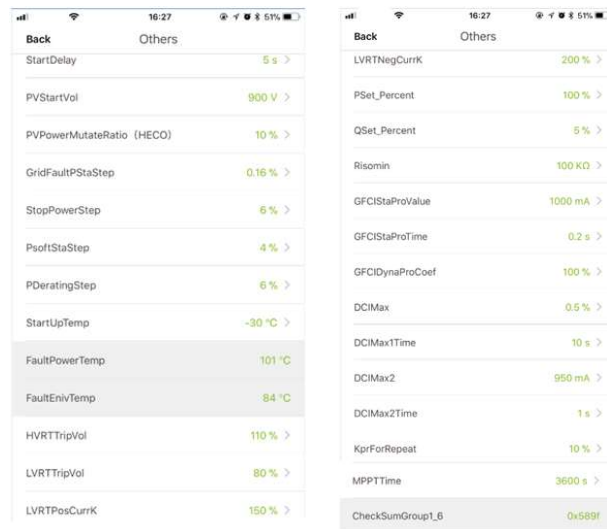 16:27
51%
Back
Others
StartDelay 5 s
PVStartVol 900 V
PVPowerMutateRatio (HECO) 10 %
GridFaultPStaStep 0.16 %
StopPowerStep 6 %
PsoftStaStep 4 %
PDeratingStep 6 %
StartUpTemp -30 °C
FaultPowerTemp 101 °C
FaultEnivTemp 84 °C
HVRTTripVol 110 %
LVRTTripVol 80 %
LVRTPosCurrK 150 %
16:27
51%
Back
Others
LVRTNegCurrK 200 %
PSet_Percent 100 %
QSet_Percent 5 %
Risomin 100 KΩ
GFCIStaProValue 1000 mA
GFCIStaProTime 0.2 s
GFCIDynaProCoef 100 %
DCIMax 0.5 %
DCIMax1Time 10 s
DCIMax2 950 mA
DCIMax2Time 1 s
KprForRepeat 10 %
MPPTTime 3600 s
CheckSumGroup1_6 0x589f